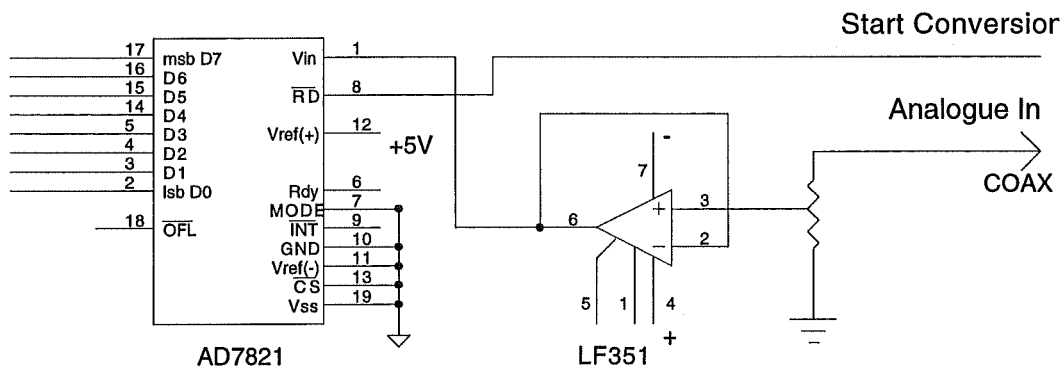 Start Conversion
17 msb D7 Vin 1
16 D6
15 D5 RD 8
14 D4
5 D3 Vref(+) 12 +5V
4 D2
3 D1
2 lsb D0 Rdy 6
MODE 7
18 OFL INT 9
GND 10
Vref(-) 11
CS 13
Vss 19
AD7821
Analogue In
COAX
-
7
+ 3
6
- 2
5 1 4
+
LF351